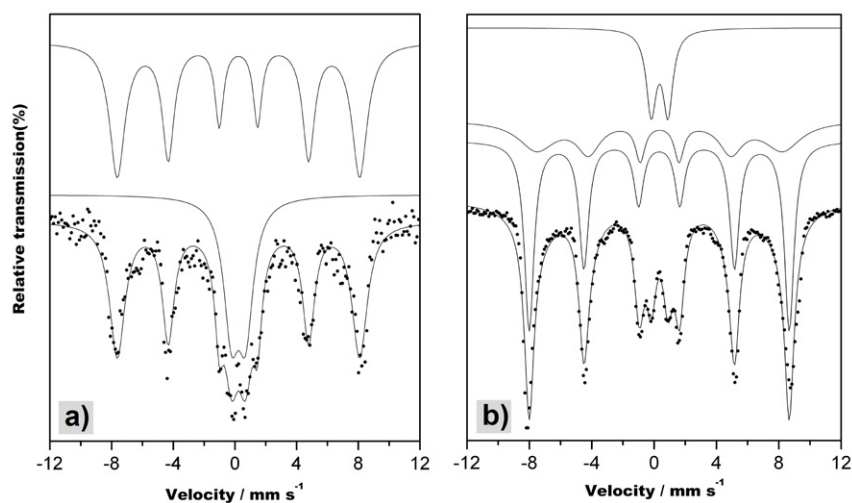 Relative transmission(%)
a)
-12 -8 -4 0 4 8 12
Velocity / mm s⁻¹
b)
-12 -8 -4 0 4 8 12
Velocity / mm s⁻¹